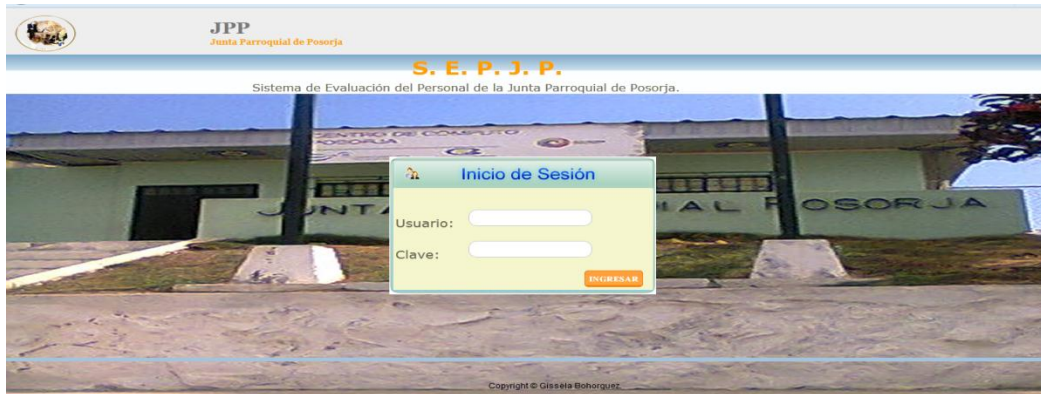 JPP
Junta Parroquial de Posorja
S. E. P. J. P.
Sistema de Evaluación del Personal de la Junta Parroquial de Posorja.
CENTRO DE COMPUTO
POSORJA
Inicio de Sesión
JUNTA
IAL POSORJA
Usuario:
Clave:
INGRESAR
Copyright © Gissela Bohorquez